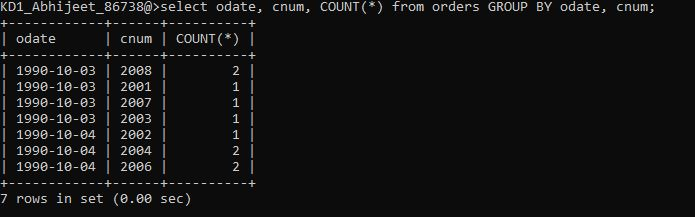 KD1_Abhijeet_86738@>select odate, cnum, COUNT(*) from orders GROUP BY odate, cnum;
+------------+------+----------+
| odate      | cnum | COUNT(*) |
+------------+------+----------+
| 1990-10-03 | 2008 |        2 |
| 1990-10-03 | 2001 |        1 |
| 1990-10-03 | 2007 |        1 |
| 1990-10-03 | 2003 |        1 |
| 1990-10-04 | 2002 |        1 |
| 1990-10-04 | 2004 |        2 |
| 1990-10-04 | 2006 |        2 |
+------------+------+----------+
7 rows in set (0.00 sec)